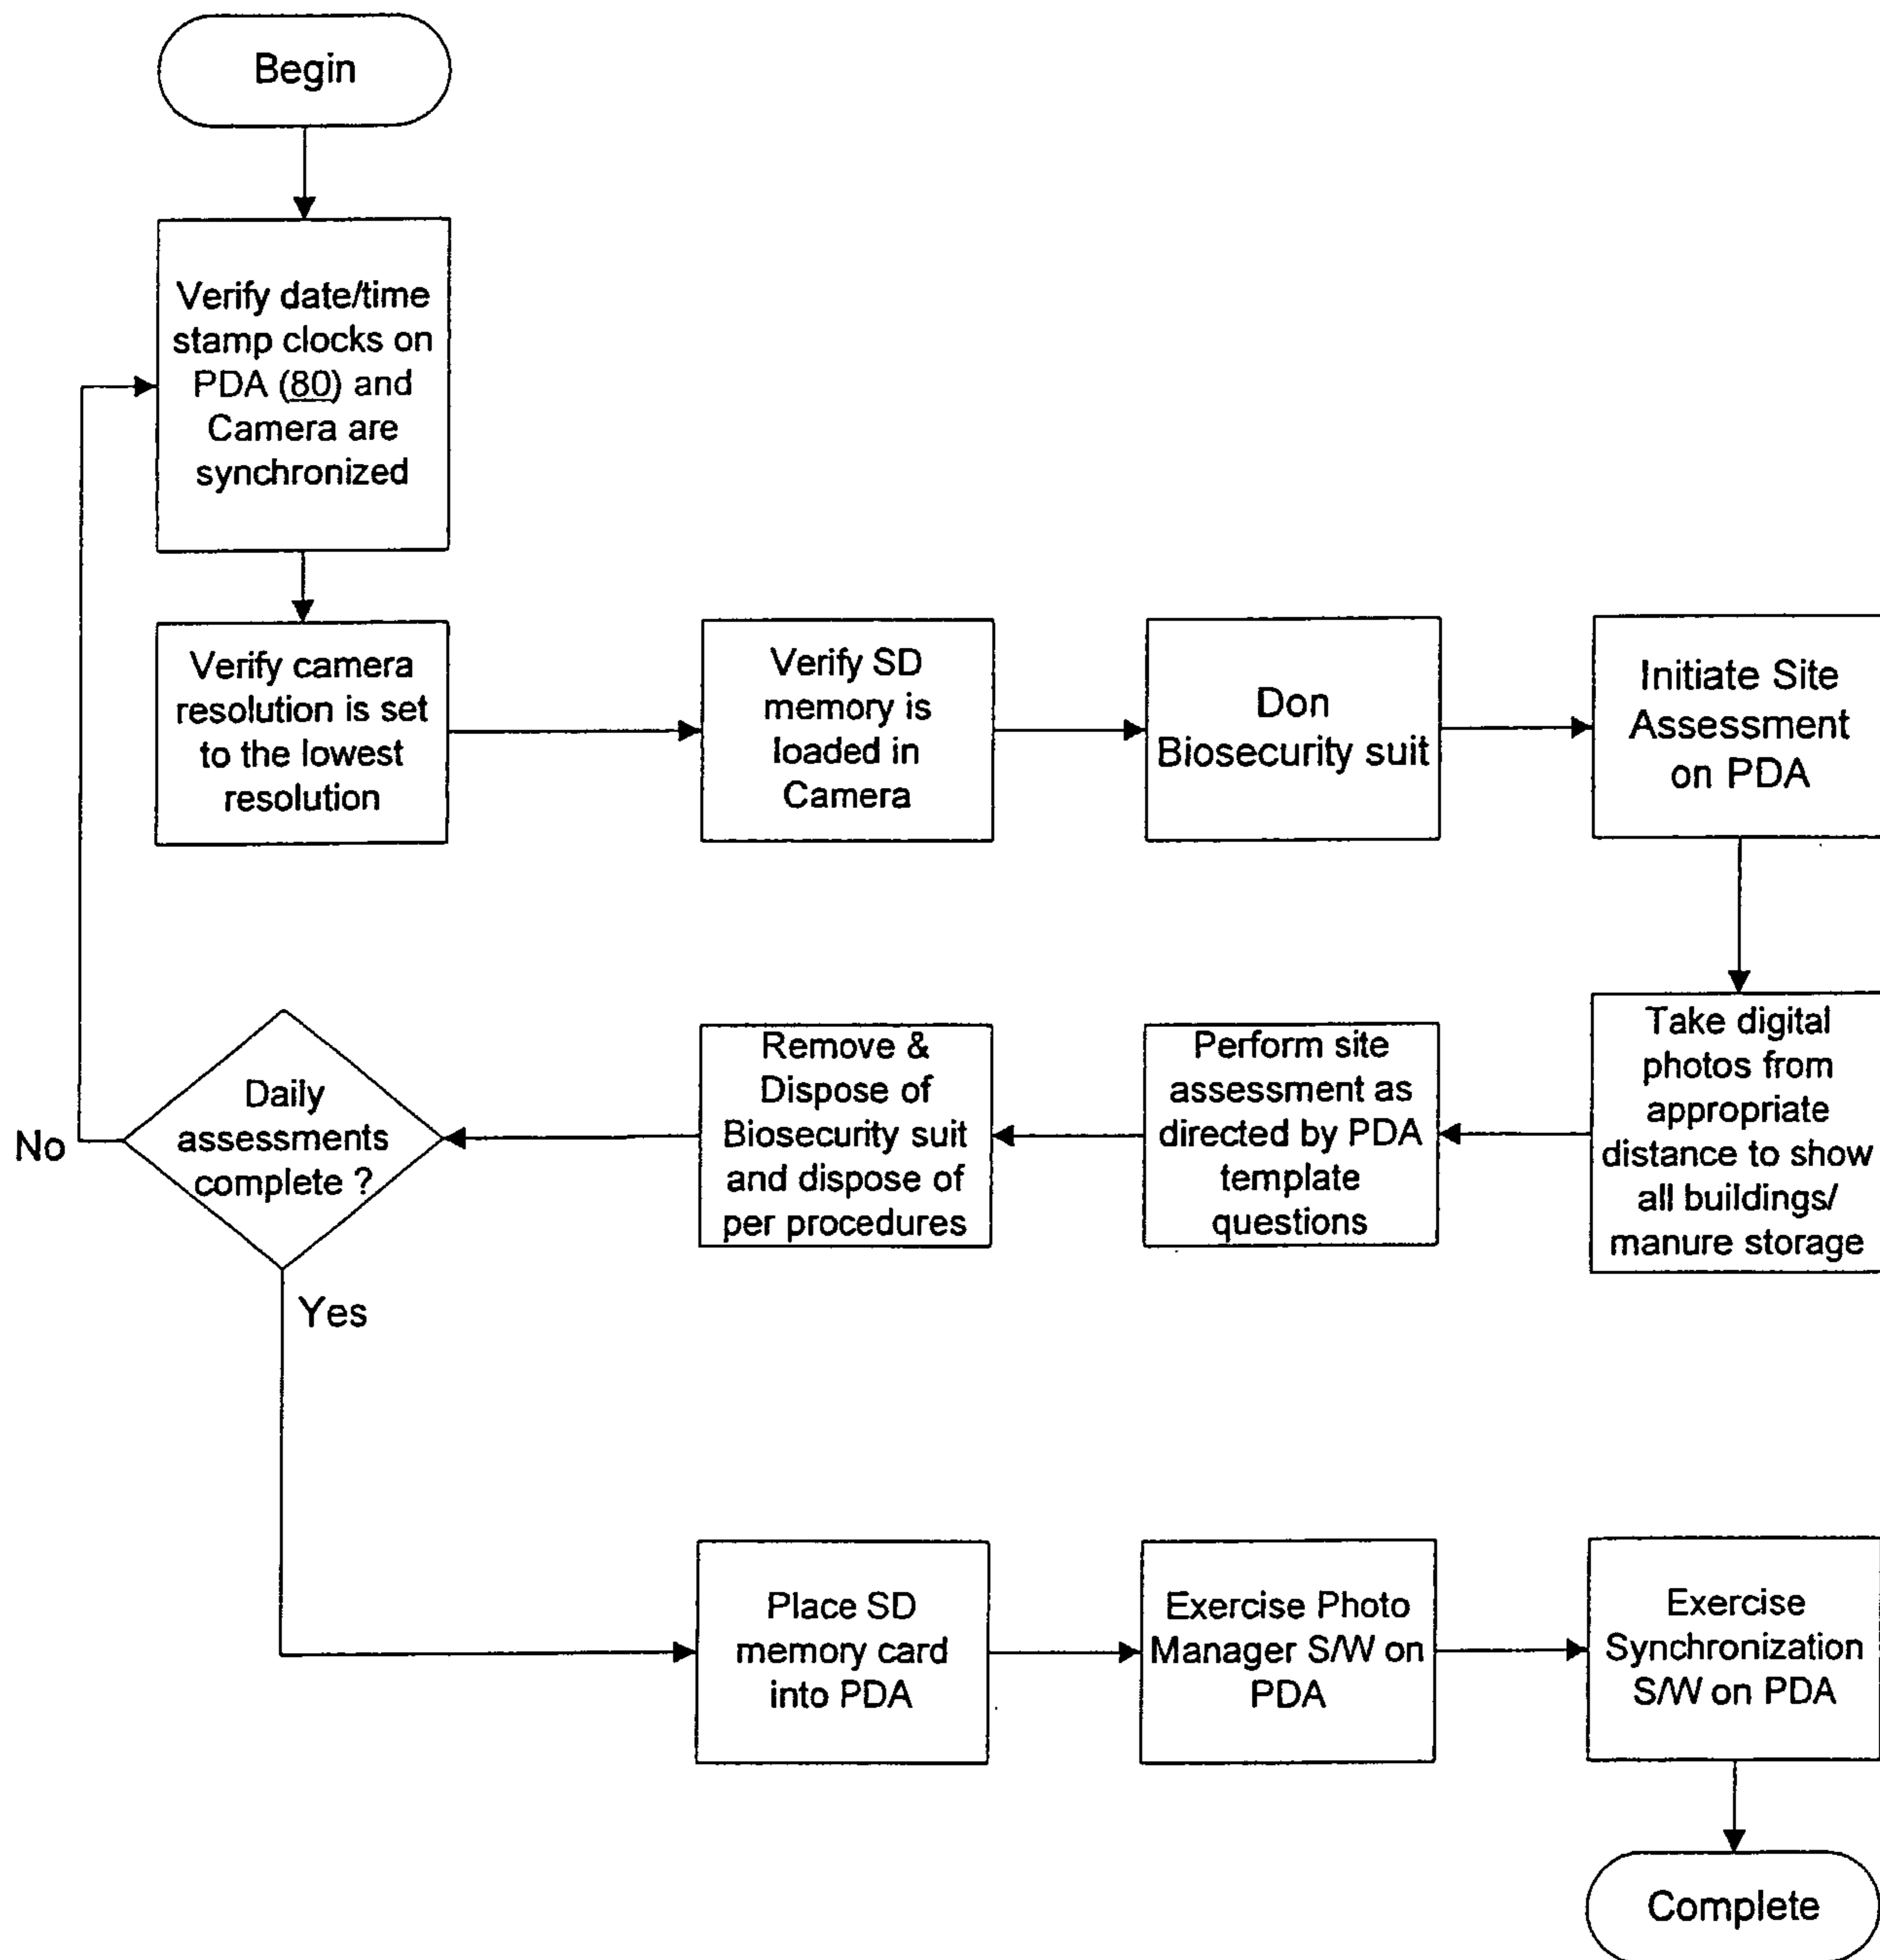 Begin
Verify date/time
stamp clocks on
PDA (80) and
Camera are
synchronized
Verify camera
resolution is set
to the lowest
resolution
Verify SD
memory is
loaded in
Camera
Don
Biosecurity suit
Initiate Site
Assessment
on PDA
Take digital
photos from
appropriate
distance to show
all buildings/
manure storage
Perform site
assessment as
directed by PDA
template
questions
Remove &
Dispose of
Biosecurity suit
and dispose of
per procedures
Daily
assessments
complete ?
No
Yes
Place SD
memory card
into PDA
Exercise Photo
Manager S/W on
PDA
Exercise
Synchronization
S/W on PDA
Complete